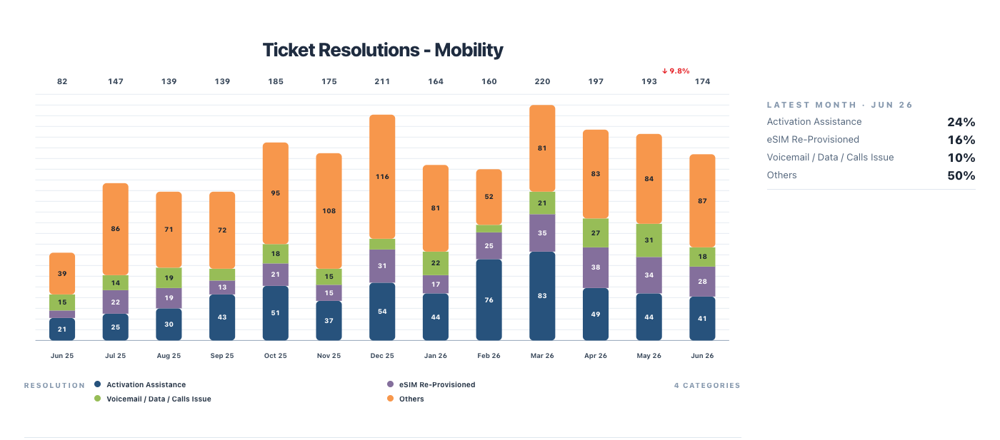 Ticket Resolutions - Mobility
↓ 9.8%
82 147 139 139 185 175 211 164 160 220 197 193 174
39 86 71 72 95 108 116 81 52 81 83 84 87
15 14 19 18 15 22 21 27 31 18
22 19 13 21 15 31 17 25 35 38 34 28
21 25 30 43 51 37 54 44 76 83 49 44 41
Jun 25 Jul 25 Aug 25 Sep 25 Oct 25 Nov 25 Dec 25 Jan 26 Feb 26 Mar 26 Apr 26 May 26 Jun 26
RESOLUTION Activation Assistance eSIM Re-Provisioned 4 CATEGORIES
Voicemail / Data / Calls Issue Others
LATEST MONTH · JUN 26
Activation Assistance 24%
eSIM Re-Provisioned 16%
Voicemail / Data / Calls Issue 10%
Others 50%